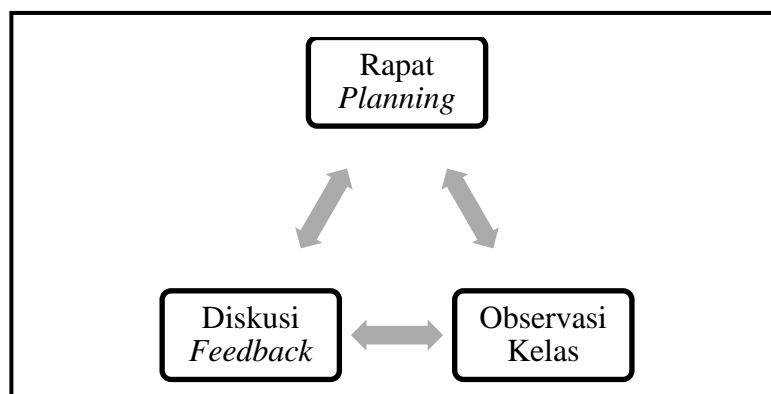 Rapat
Planning
Diskusi
Feedback
Observasi
Kelas